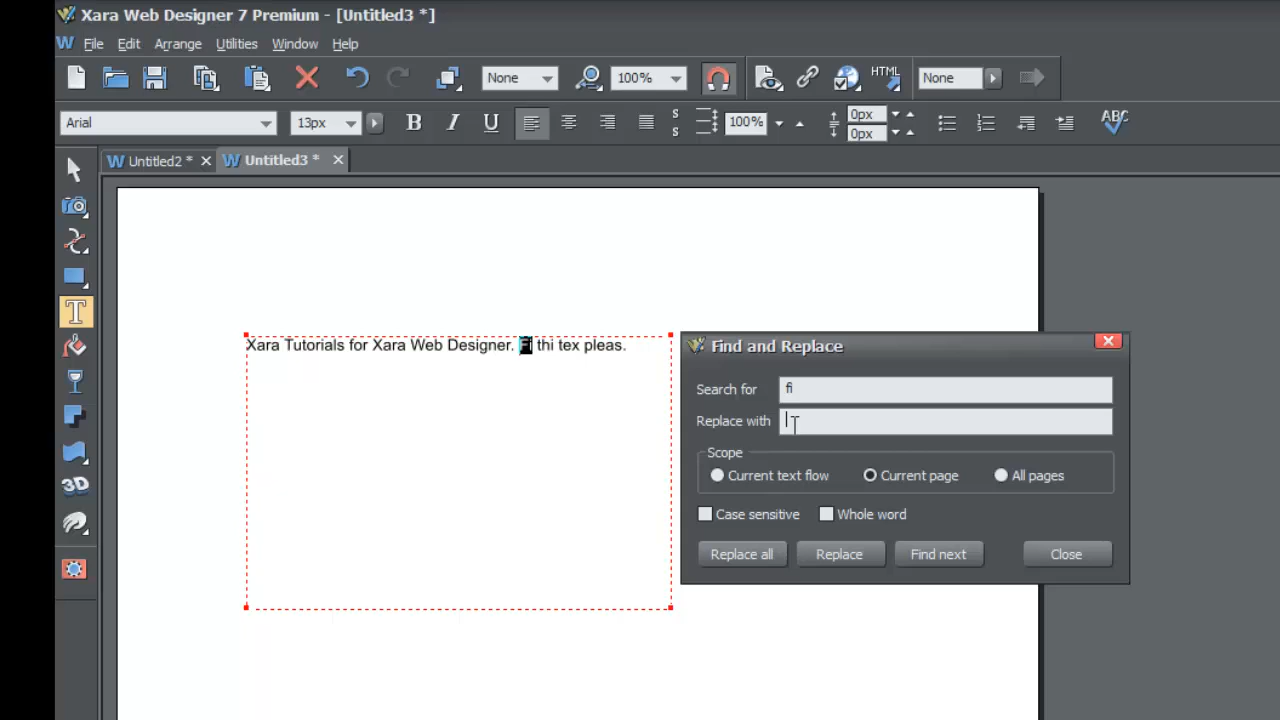 Xara Web Designer 7 Premium - [Untitled3 *]
File Edit Arrange Utilities Window Help
None 100% HTML None
Arial 13px B I U S S 100% 0px 0px ABC
Untitled2 * Untitled3 *
T
3D
Xara Tutorials for Xara Web Designer. Fi thi tex pleas.
Find and Replace
Search for fi
Replace with
Scope
Current text flow Current page All pages
Case sensitive Whole word
Replace all Replace Find next Close